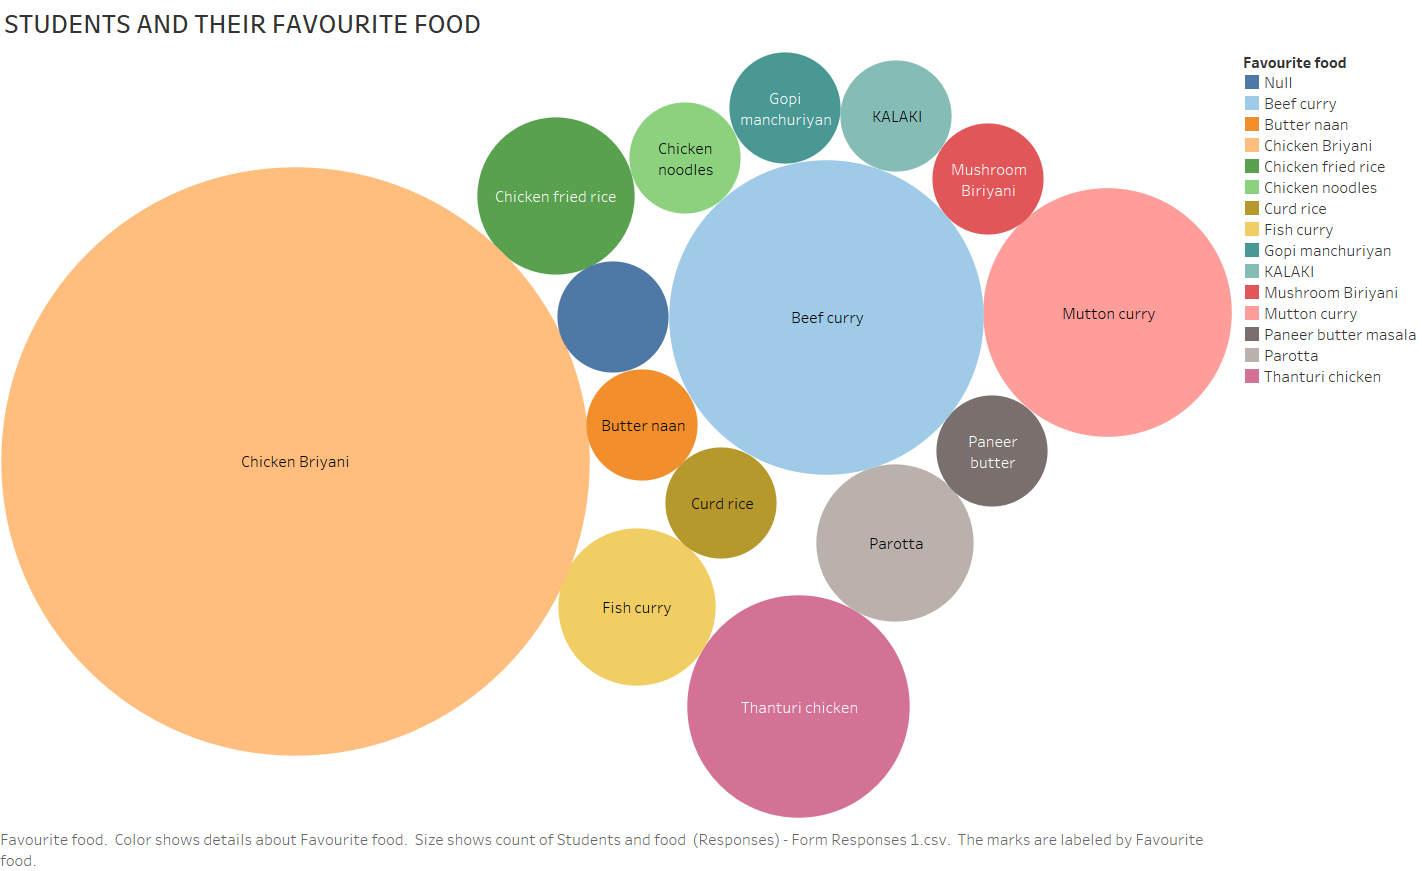 STUDENTS AND THEIR FAVOURITE FOOD
Gopi
manchuriyan
KALAKI
Chicken
noodles
Mushroom
Biriyani
Chicken fried rice
Beef curry
Mutton curry
Butter naan
Chicken Briyani
Paneer
butter
Curd rice
Parotta
Fish curry
Thanturi chicken
Favourite food
Null
Beef curry
Butter naan
Chicken Briyani
Chicken fried rice
Chicken noodles
Curd rice
Fish curry
Gopi manchuriyan
KALAKI
Mushroom Biriyani
Mutton curry
Paneer butter masala
Parotta
Thanturi chicken
Favourite food.  Color shows details about Favourite food.  Size shows count of Students and food  (Responses) - Form Responses 1.csv.  The marks are labeled by Favourite
food.